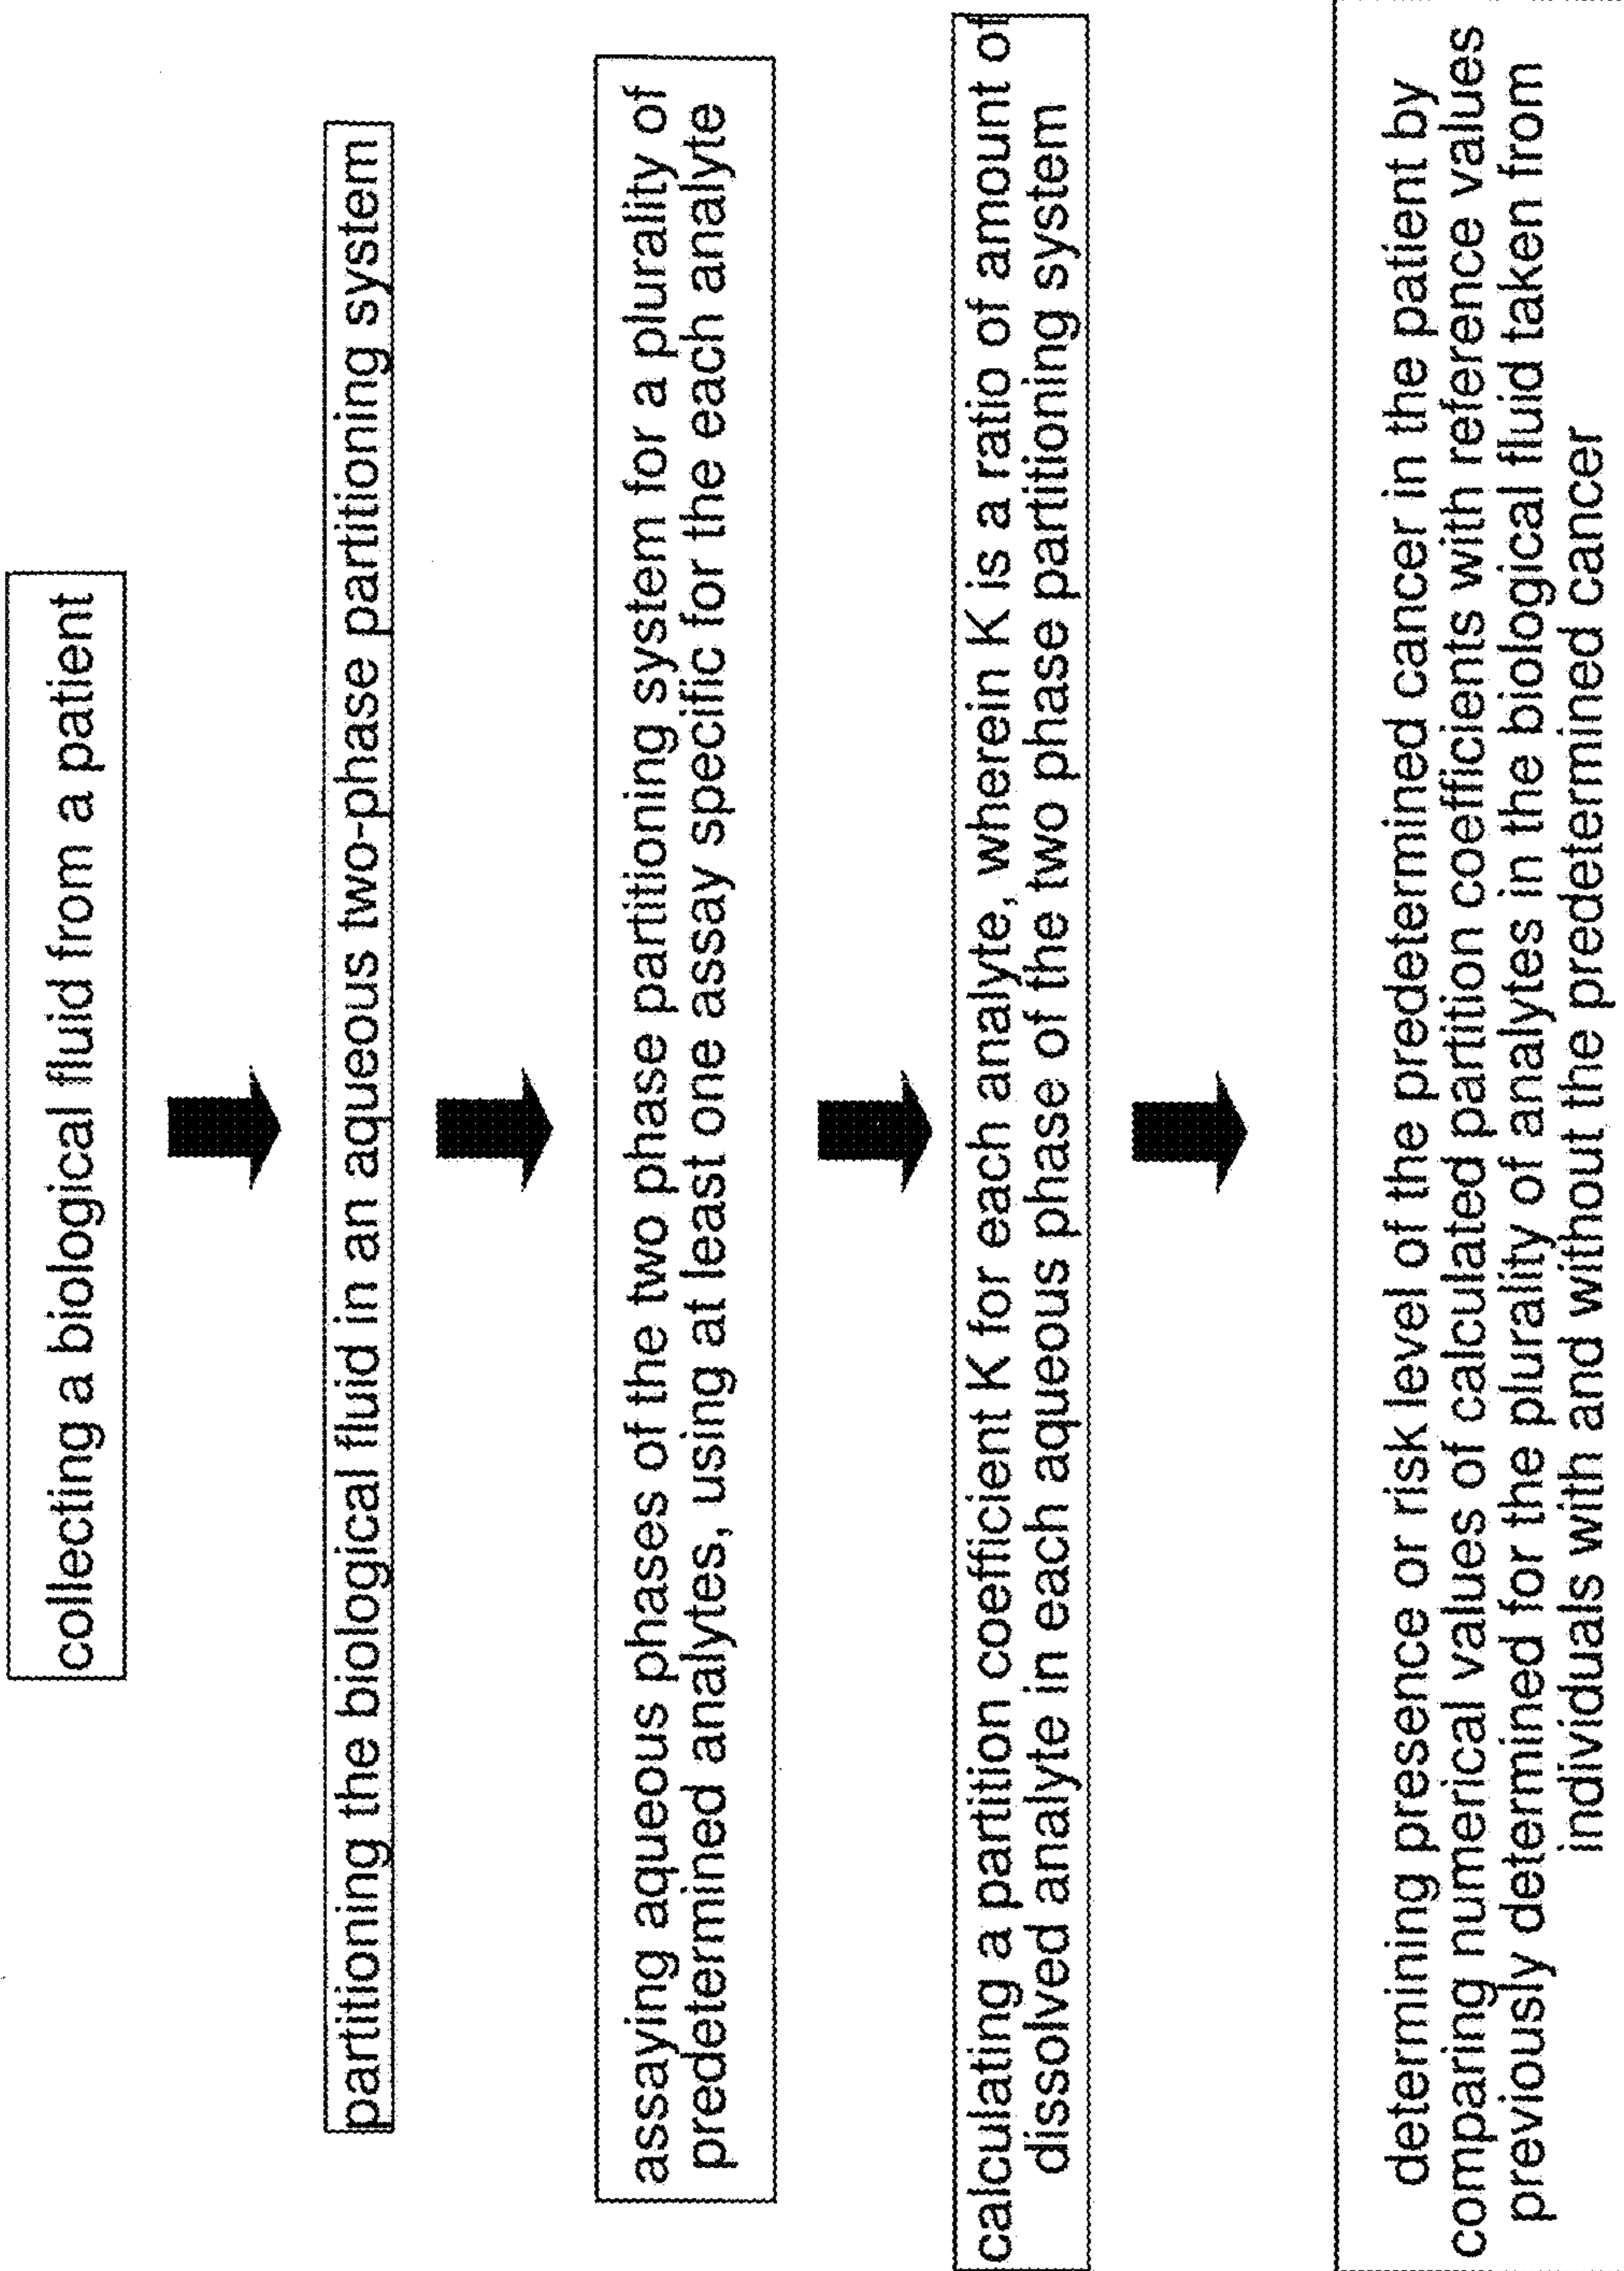 collecting a biological fluid from a patient
partitioning the biological fluid in an aqueous two-phase partitioning system
assaying aqueous phases of the two phase partitioning system for a plurality of
predetermined analytes, using at least one assay specific for the each analyte
calculating a partition coefficient K for each analyte, wherein K is a ratio of amount of
dissolved analyte in each aqueous phase of the two phase partitioning system
determining presence or risk level of the predetermined cancer in the patient by
comparing numerical values of calculated partition coefficients with reference values
previously determined for the plurality of analytes in the biological fluid taken from
individuals with and without the predetermined cancer